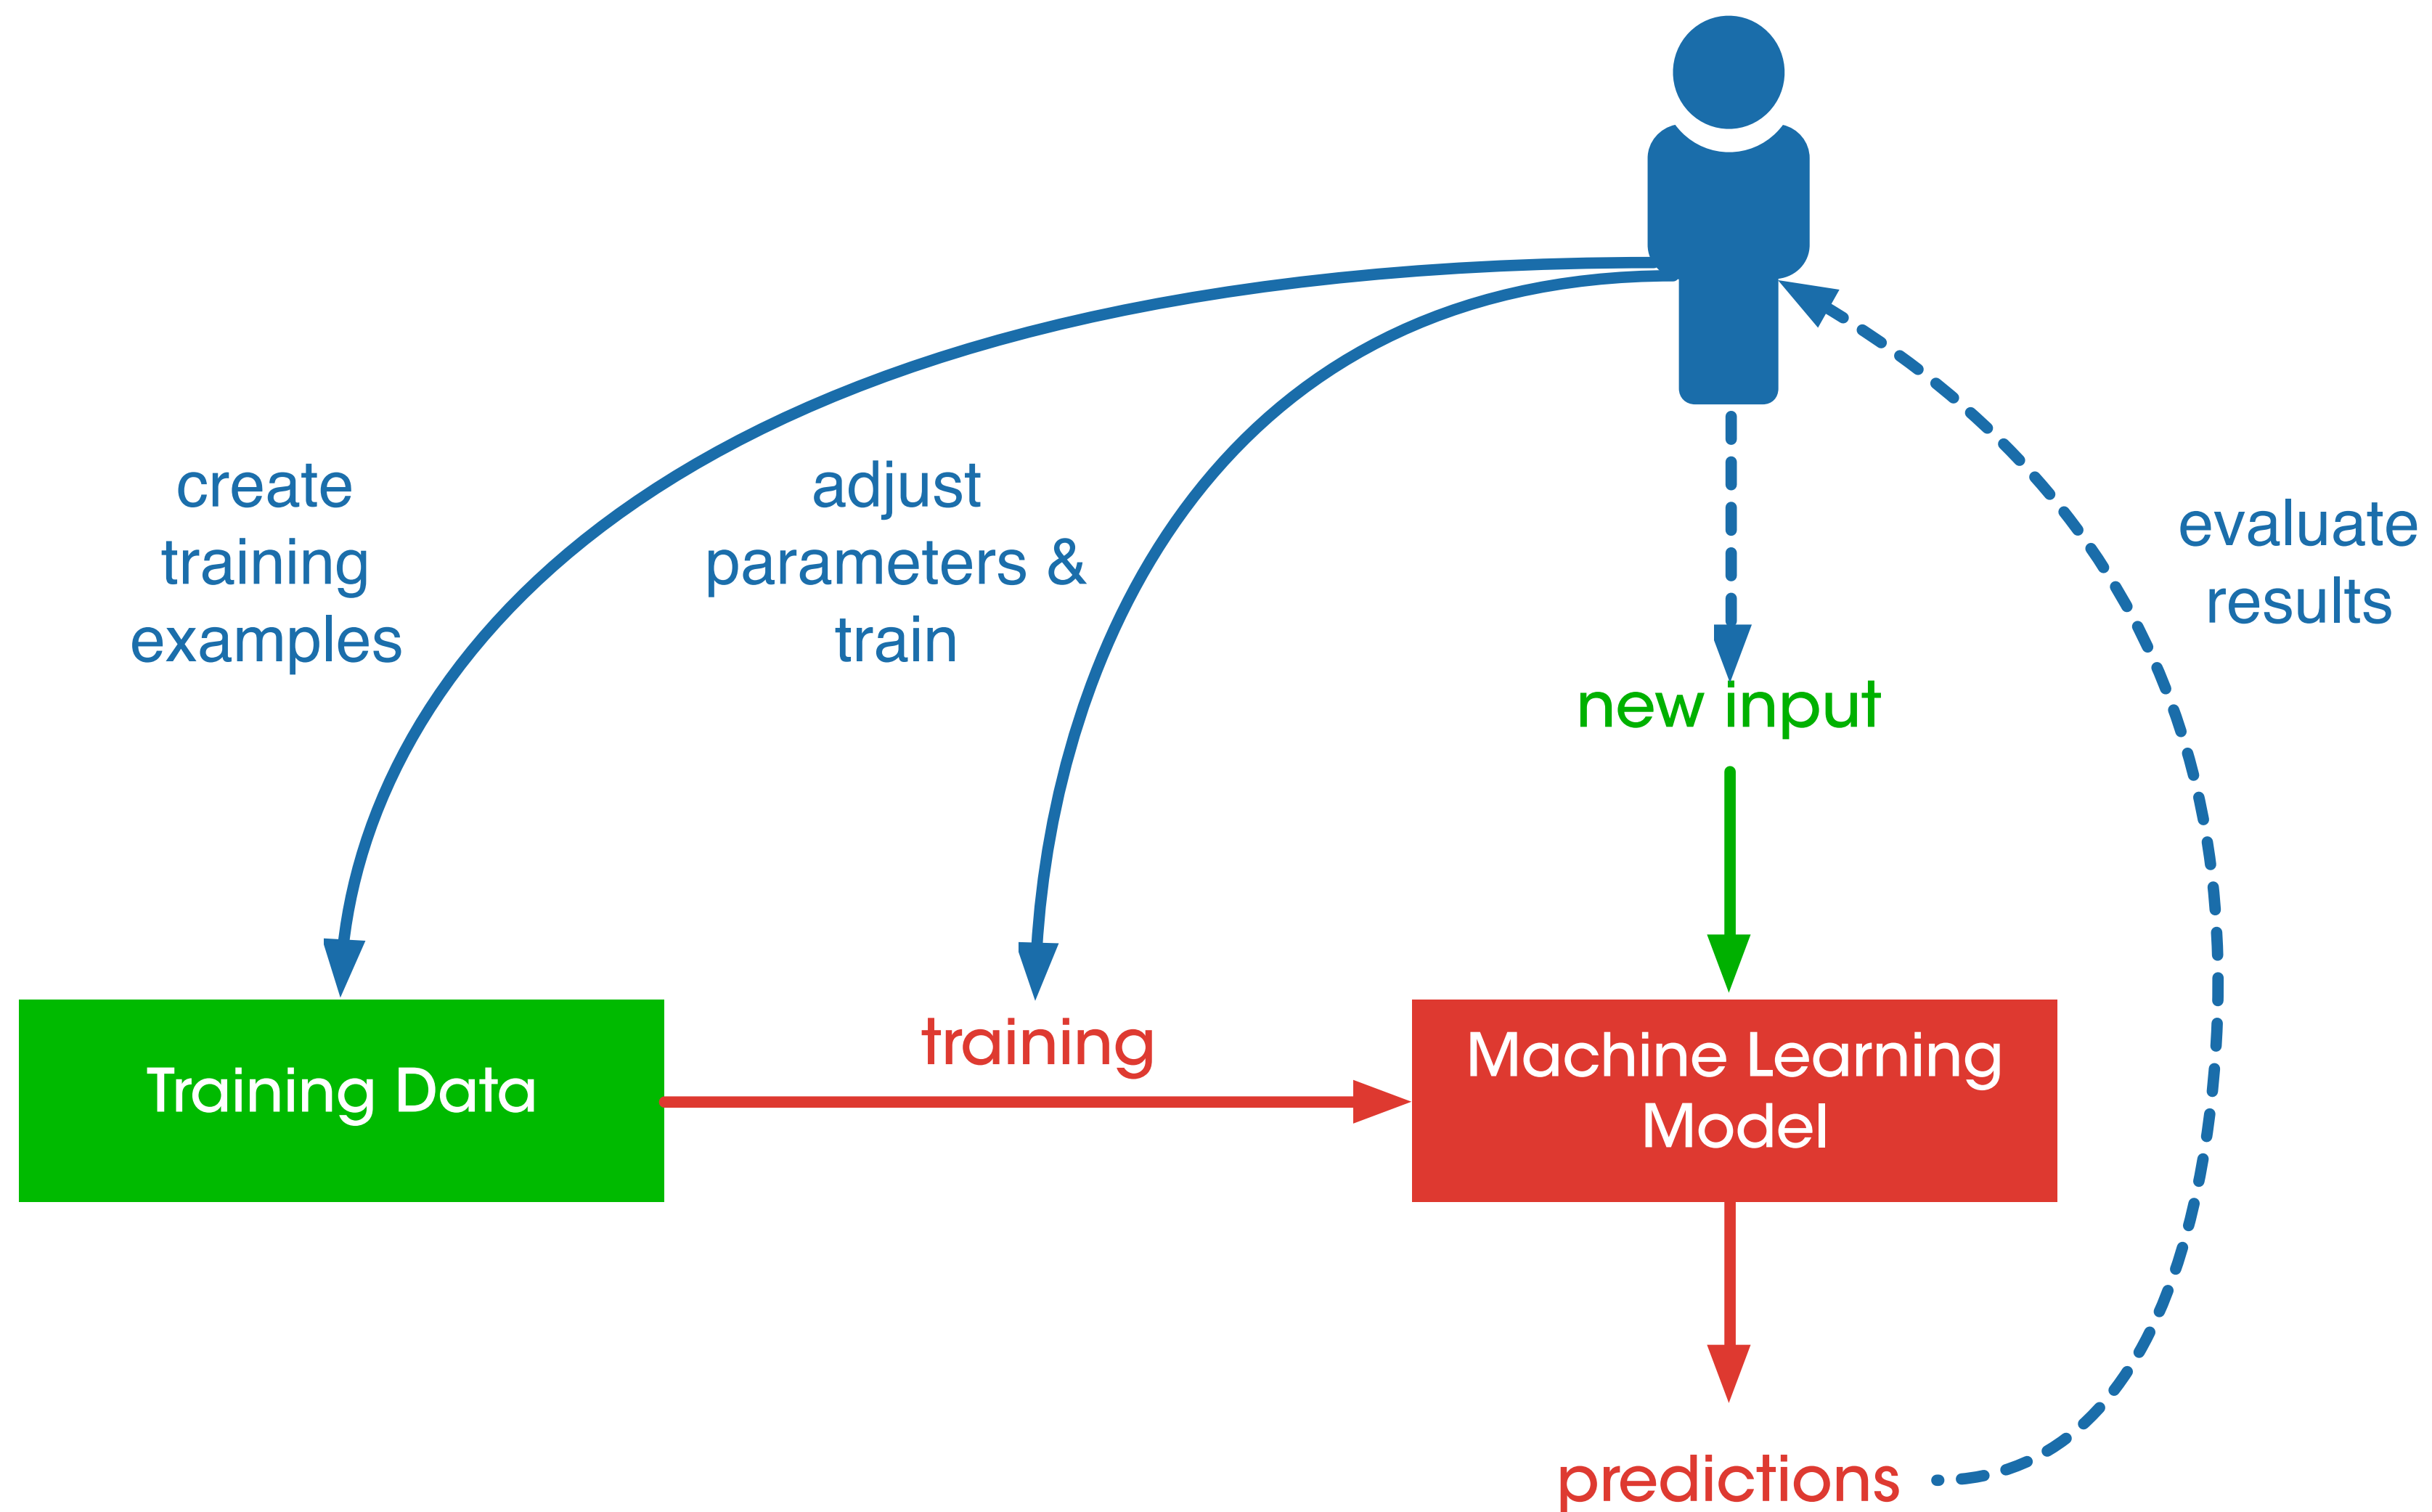 create
training
examples
adjust
parameters &
train
evaluate
results
new input
Training Data
training
Machine Learning
Model
predictions